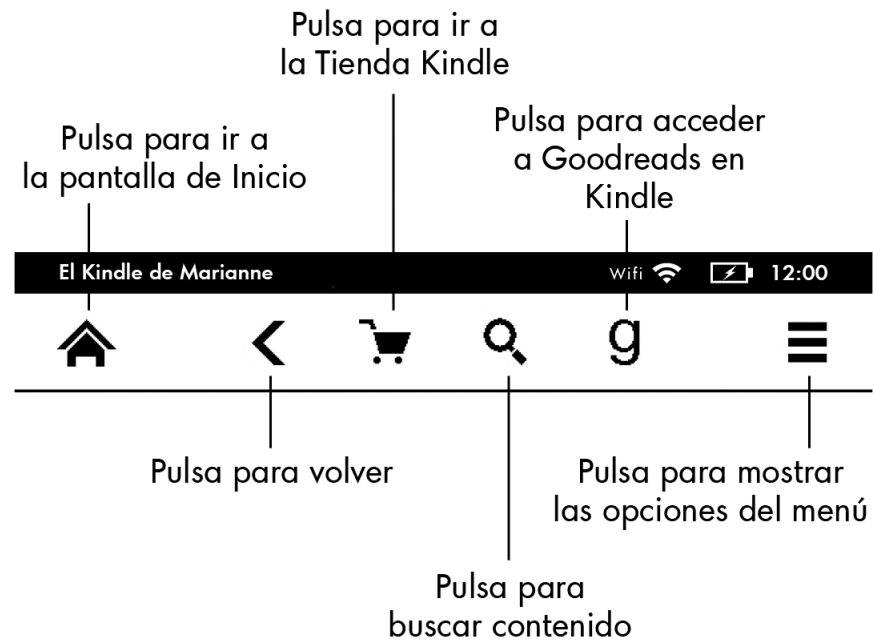 Pulsa para ir a
la Tienda Kindle
Pulsa para ir a
la pantalla de Inicio
Pulsa para acceder
a Goodreads en
Kindle
El Kindle de Marianne
Wifi
12:00
g
Pulsa para volver
Pulsa para mostrar
las opciones del menú
Pulsa para
buscar contenido